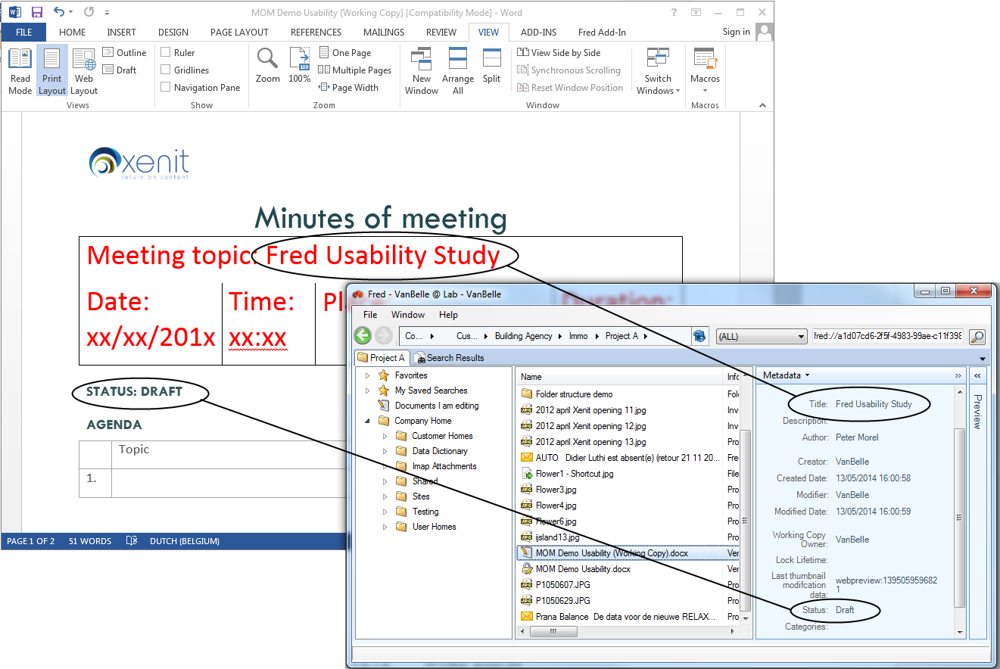 MOM Demo Usability (Working Copy) [Compatibility Mode] - Word
FILE HOME INSERT DESIGN PAGE LAYOUT REFERENCES MAILINGS REVIEW VIEW ADD-INS Fred Add-In Sign in
Read Mode
Print Layout
Web Layout
Outline
Draft
Views
Ruler
Gridlines
Navigation Pane
Show
Zoom
100
100%
One Page
Multiple Pages
Page Width
Zoom
New Window
Arrange All
Split
View Side by Side
Synchronous Scrolling
Reset Window Position
Window
Switch Windows
Macros
Macros
xenit
return on content
Minutes of meeting
Meeting topic: Fred Usability Study
Date: Time: Place Duration:
xx/xx/201x xx:xx
STATUS: DRAFT
AGENDA
Topic
1.
PAGE 1 OF 2 51 WORDS DUTCH (BELGIUM)
Fred - VanBelle @ Lab - VanBelle
File Window Help
Co... Cus... Building Agency Immo Project A (ALL) fred://a1d07cd6-2f5f-4983-99ae-c11f398
Project A Search Results
Favorites
My Saved Searches
Documents I am editing
Company Home
Customer Homes
Data Dictionary
Imap Attachments
Shared
Sites
Testing
User Homes
Name Info
Folder structure demo Fol
2012 april Xenit opening 11.jpg Inv
2012 april Xenit opening 12.jpg Inv
2012 april Xenit opening 13.jpg Pro
AUTO Didier Luthi est absent(e) (retour 21 11 20... Fre
Flower1 - Shortcut.jpg File
Flower3.jpg Pro
Flower4.jpg Pro
Flower6.jpg Pro
ijsland13.jpg Pro
MOM Demo Usability (Working Copy).docx Ver
MOM Demo Usability.docx Ver
P1050607.JPG Pro
P1050629.JPG Pro
Prana Balance De data voor de nieuwe RELAX... Pro
Metadata
Title: Fred Usability Study
Description:
Author: Peter Morel
Creator: VanBelle
Created Date: 13/05/2014 16:00:58
Modifier: VanBelle
Modified Date: 13/05/2014 16:00:59
Working Copy Owner: VanBelle
Lock Lifetime:
Last thumbnail modifcation data: webpreview:1395059596821
Status: Draft
Categories:
Preview